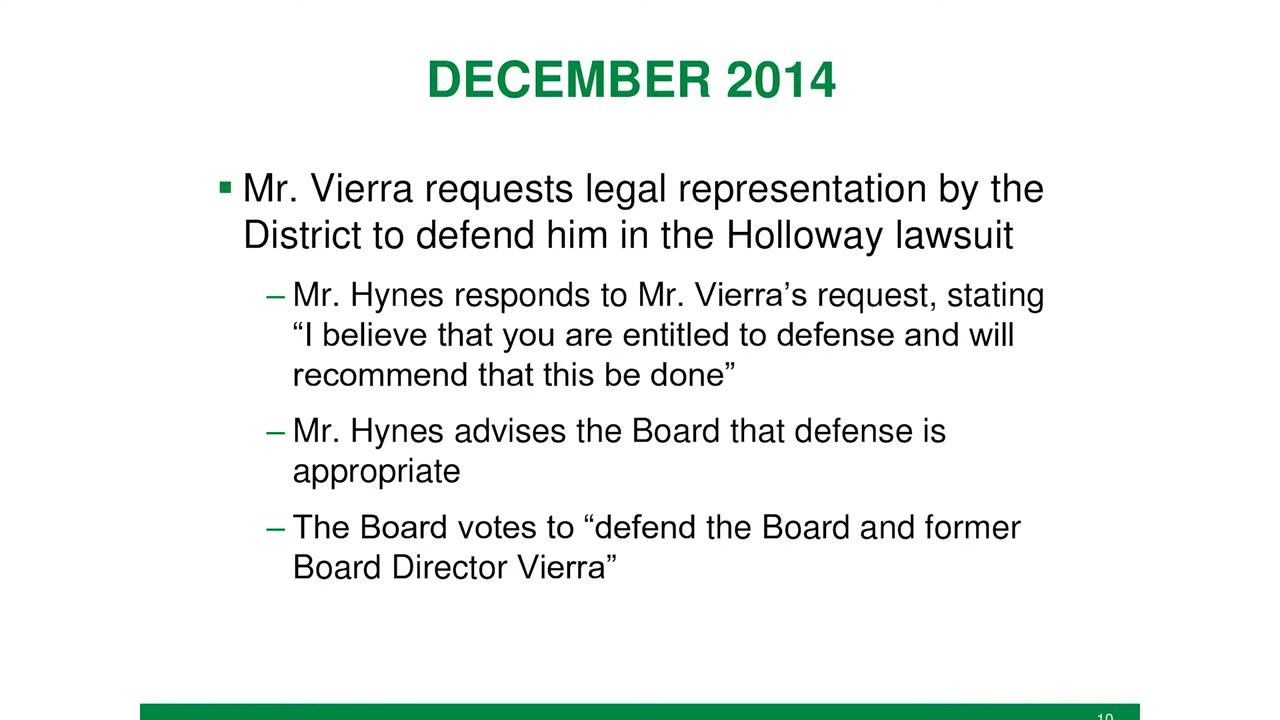 DECEMBER 2014
▪ Mr. Vierra requests legal representation by the
District to defend him in the Holloway lawsuit
– Mr. Hynes responds to Mr. Vierra’s request, stating
“I believe that you are entitled to defense and will
recommend that this be done”
– Mr. Hynes advises the Board that defense is
appropriate
– The Board votes to “defend the Board and former
Board Director Vierra”
10